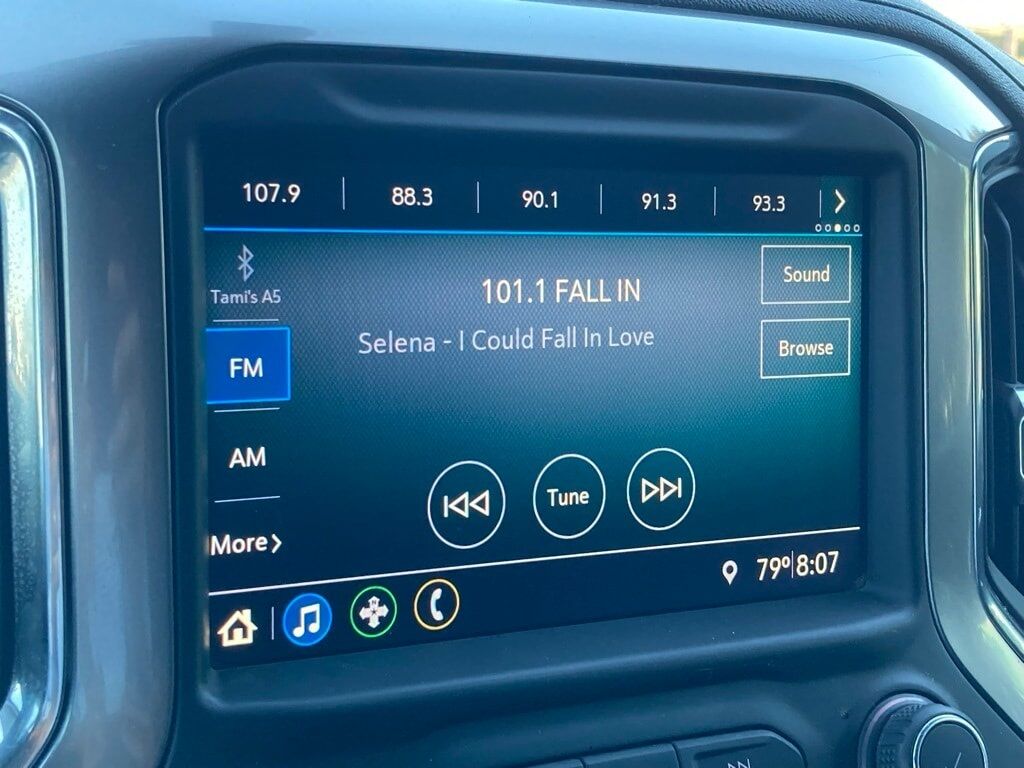 107.9 88.3 90.1 91.3 93.3
Tami's A5
101.1 FALL IN
Sound
Selena - I Could Fall In Love
Browse
FM
AM
Tune
More
79° 8:07